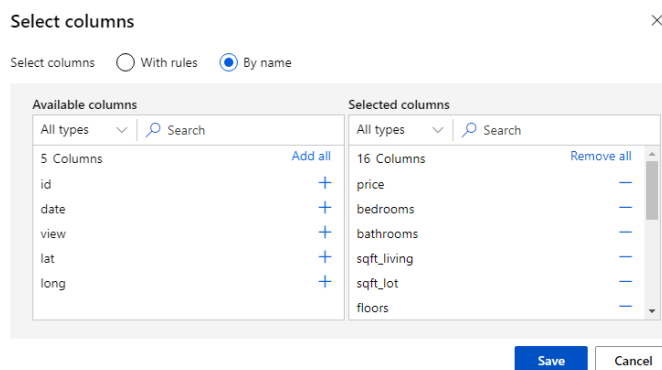 Select columns
Select columns With rules By name
Available columns Selected columns
All types Search All types Search
5 Columns Add all 16 Columns Remove all
id price
date bedrooms
view bathrooms
lat sqft_living
long sqft_lot
floors
Save Cancel